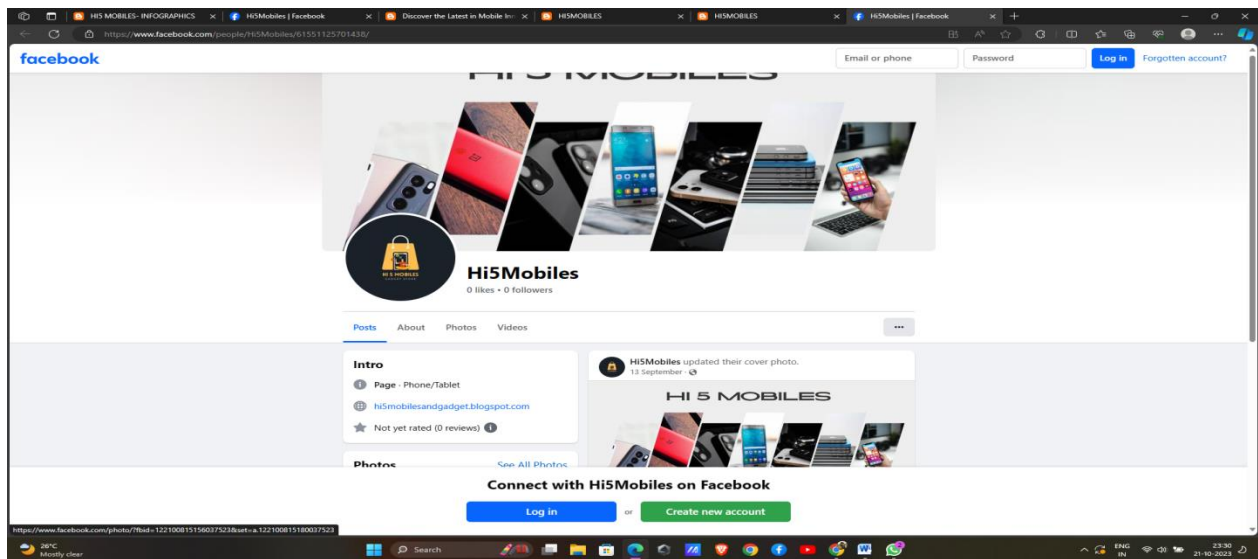 HI5 MOBILES- INFOGRAPHICS
Hi5Mobiles | Facebook
Discover the Latest in Mobile Inn
HI5MOBILES
HI5MOBILES
Hi5Mobiles | Facebook
https://www.facebook.com/people/Hi5Mobiles/61551125701438/
facebook
Email or phone
Password
Log in
Forgotten account?
HI 5 MOBILES
HI 5 MOBILES
Hi5Mobiles
0 likes • 0 followers
Posts
About
Photos
Videos
Intro
Page · Phone/Tablet
hi5mobilesandgadget.blogspot.com
Not yet rated (0 reviews)
Photos
See All Photos
Hi5Mobiles updated their cover photo.
13 September
HI 5 MOBILES
Connect with Hi5Mobiles on Facebook
Log in
or
Create new account
https://www.facebook.com/photo/?fbid=122100815156037523&set=a.122100815180037523
26°C
Mostly clear
Search
ENG
IN
23:30
21-10-2023